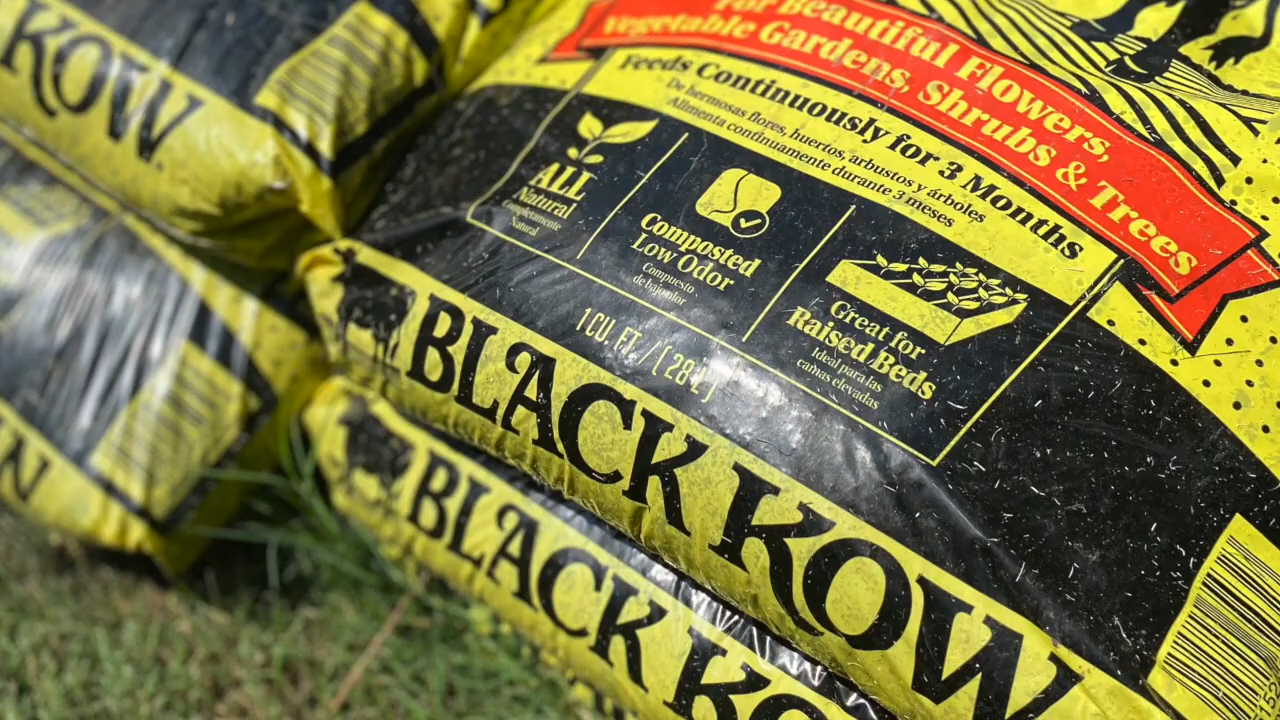 For Beautiful Flowers,
Vegetable Gardens, Shrubs & Trees
Feeds Continuously for 3 Months
De hermosas flores, huertos, arbustos y árboles
Alimenta continuamente durante 3 meses
ALL
Natural
Completamente
Natural
Composted
Low Odor
Compuesto
de bajo olor
Great for
Raised Beds
Ideal para las
camas elevadas
1 CU. FT. / [ 28 L ]
BLACK KOW
BLACK KO
KOW
N